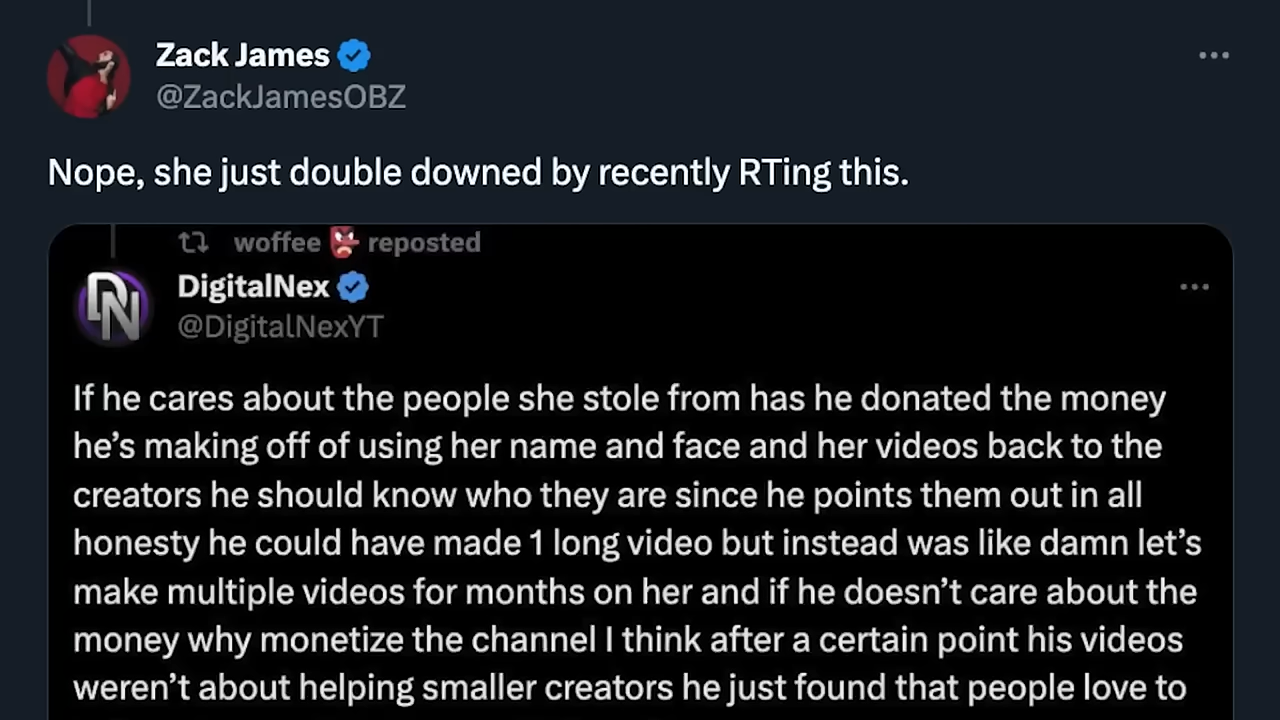 Zack James
@ZackJamesOBZ
Nope, she just double downed by recently RTing this.
woffee 👺 reposted
DN
DigitalNex
@DigitalNexYT
If he cares about the people she stole from has he donated the money
he’s making off of using her name and face and her videos back to the
creators he should know who they are since he points them out in all
honesty he could have made 1 long video but instead was like damn let’s
make multiple videos for months on her and if he doesn’t care about the
money why monetize the channel I think after a certain point his videos
weren’t about helping smaller creators he just found that people love to